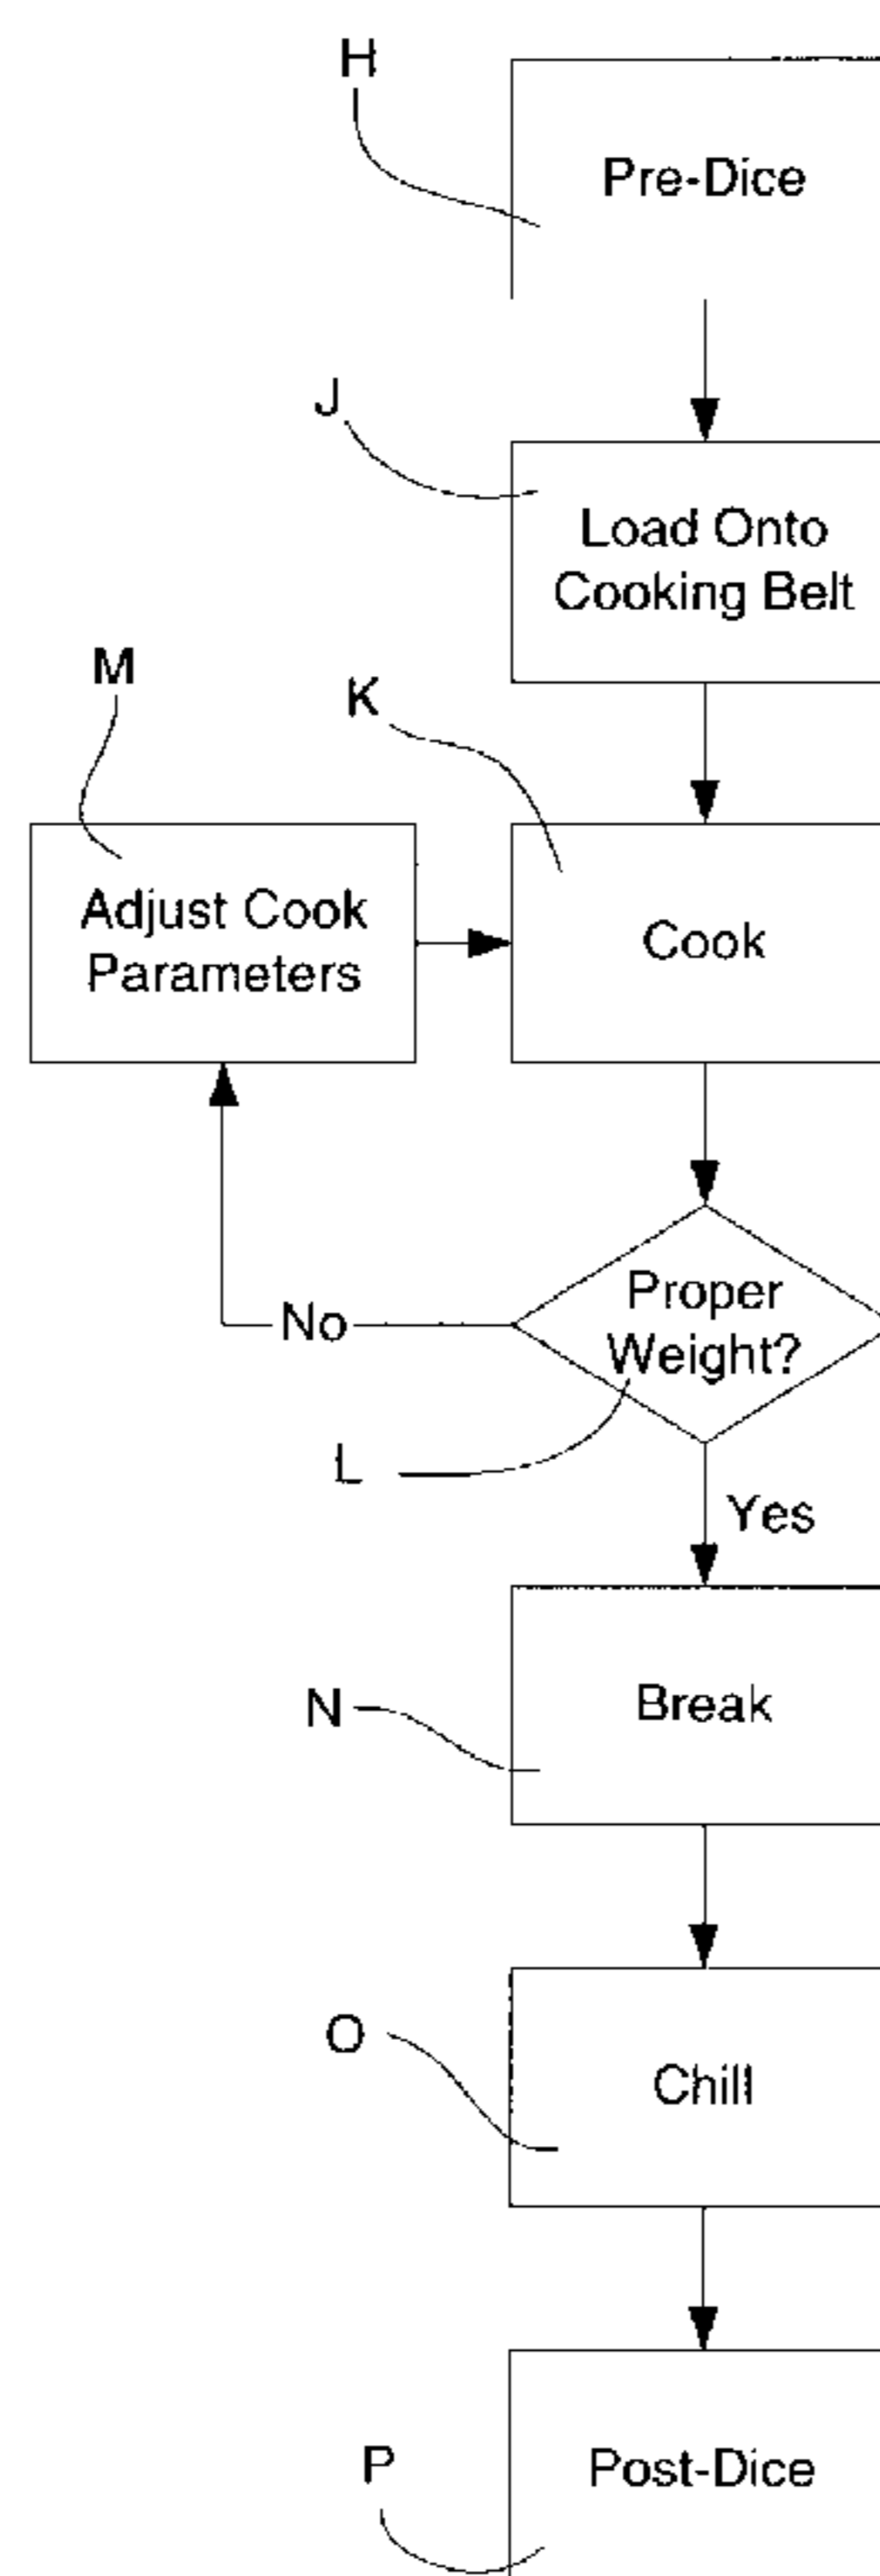 H
Pre-Dice
J
Load Onto
Cooking Belt
M
K
Adjust Cook
Parameters
Cook
Proper
Weight?
No
L
Yes
N
Break
O
Chill
P
Post-Dice